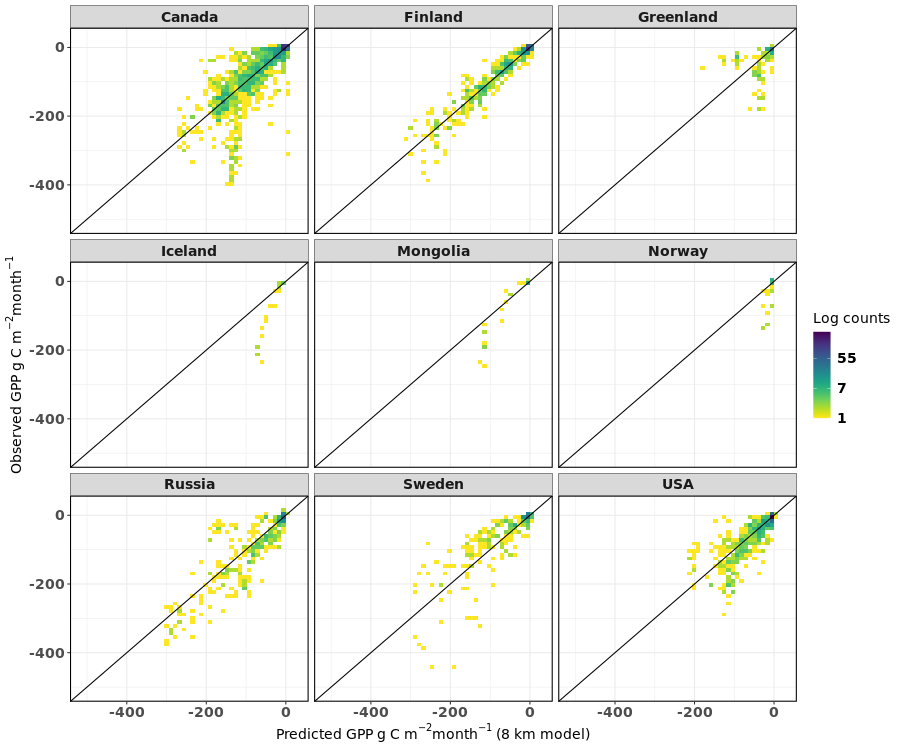 Canada Finland Greenland
0
-200
-400
Iceland Mongolia Norway
0
-200
-400
Russia Sweden USA
0
-200
-400
-400 -200 0 -400 -200 0 -400 -200 0
Predicted GPP g C m⁻²month⁻¹ (8 km model)
Observed GPP g C m⁻²month⁻¹
Log counts
55
7
1